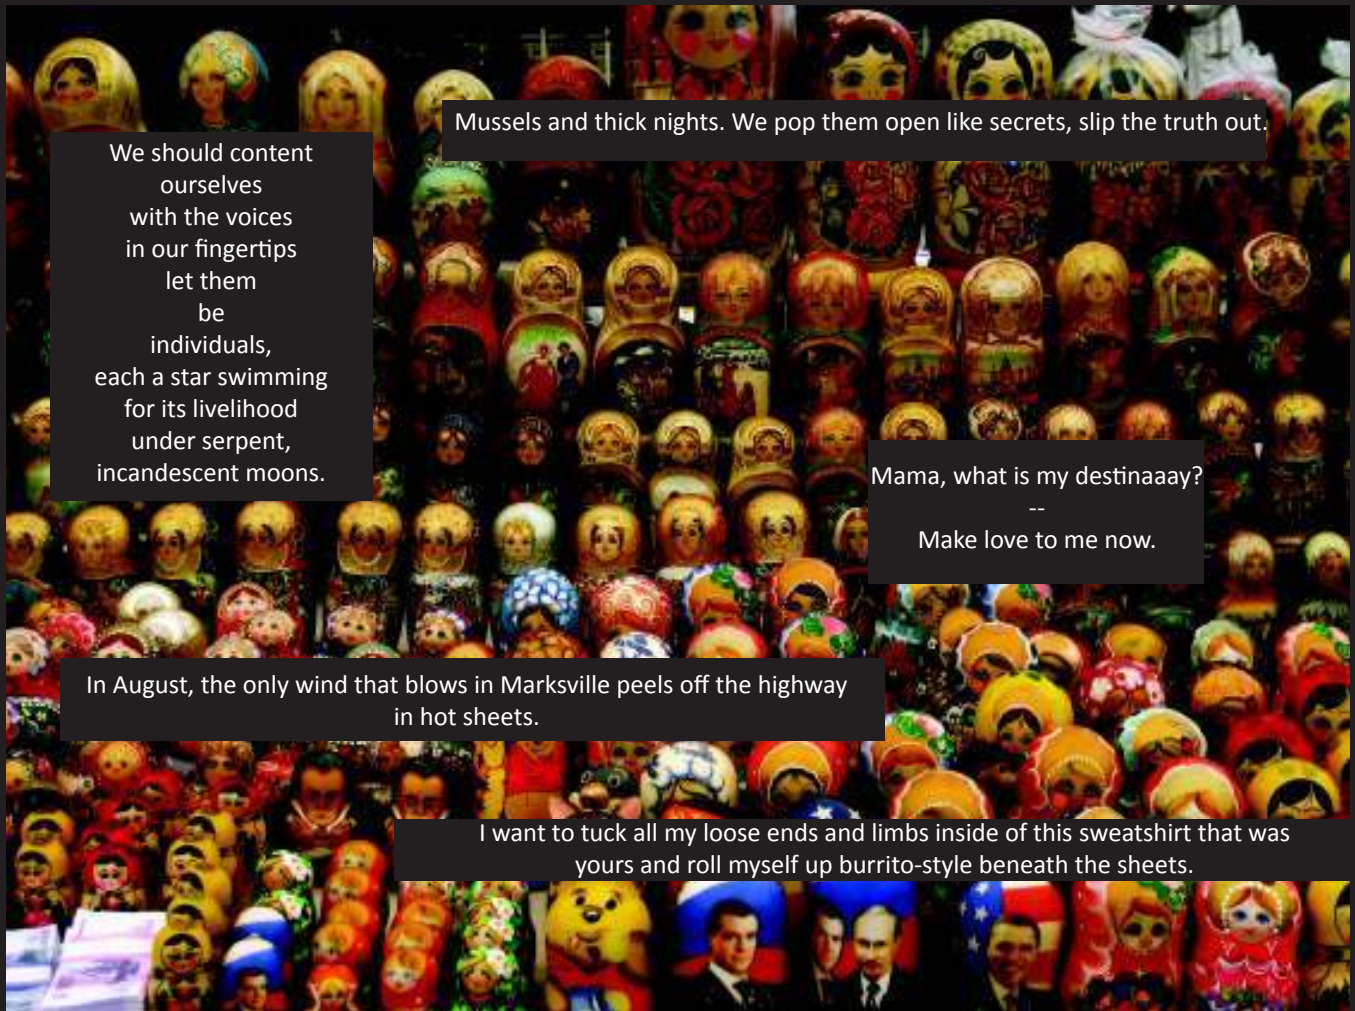 Mussels and thick nights. We pop them open like secrets, slip the truth out.
We should content
ourselves
with the voices
in our fingertips
let them
be
individuals,
each a star swimming
for its livelihood
under serpent,
incandescent moons.
Mama, what is my destinaaay?
--
Make love to me now.
In August, the only wind that blows in Marksville peels off the highway
in hot sheets.
I want to tuck all my loose ends and limbs inside of this sweatshirt that was
yours and roll myself up burrito-style beneath the sheets.